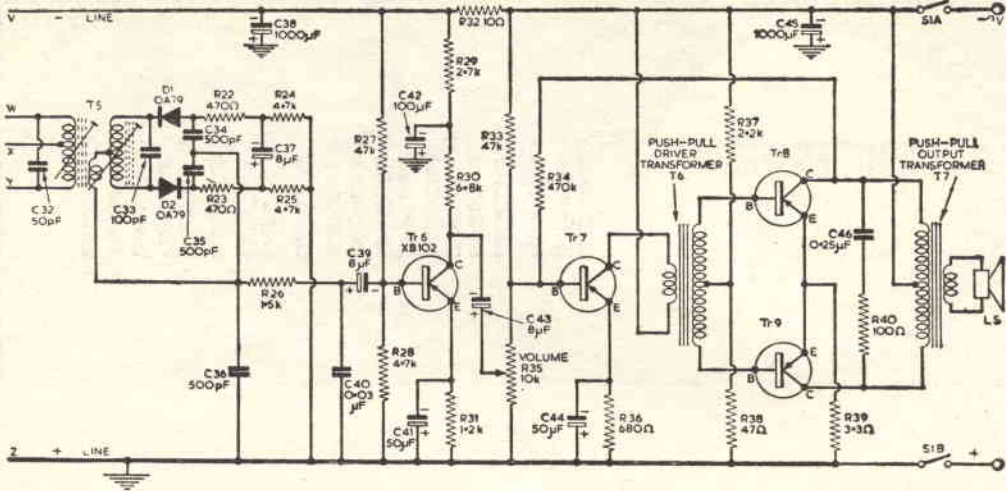 V - LINE
C38
1000μF
R32 10Ω
C45
1000μF
S1A
R29
2·7k
W
T5
D1
OA79
R22
470Ω
R24
4·7k
C34
500pF
C37
8μF
C42
100μF
R27
47k
R33
47k
R37
2·2k
PUSH-PULL
DRIVER
TRANSFORMER
T6
Tr8
PUSH-PULL
OUTPUT
TRANSFORMER
T7
X
R30
6·8k
R34
470k
C
B
E
Y
C32
50pF
C33
100pF
D2
OA79
R23
470Ω
R25
4·7k
C35
500pF
C39
8μF
+ -
Tr6
XB102
B
C
E
Tr7
B
C
E
C46
0·25μF
R40
100Ω
LS
R26
C43
8μF
Tr9
B
E
C
C36
500pF
C40
0·03
μF
R28
4·7k
VOLUME
R35
10k
C41
50μF
R31
1·2k
C44
50μF
R36
680Ω
R38
47Ω
R39
3·3Ω
Z + LINE
S1B
+